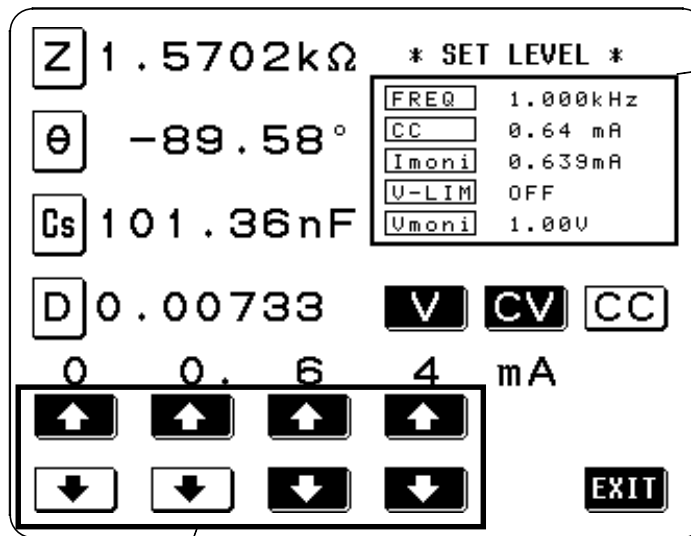 Z 1.5702kΩ
* SET LEVEL *
FREQ 1.000kHz
CC 0.64 mA
Imoni 0.639mA
V-LIM OFF
Vmoni 1.00V
θ -89.58°
Cs 101.36nF
D 0.00733
V CV CC
0 0. 6 4 mA
EXIT